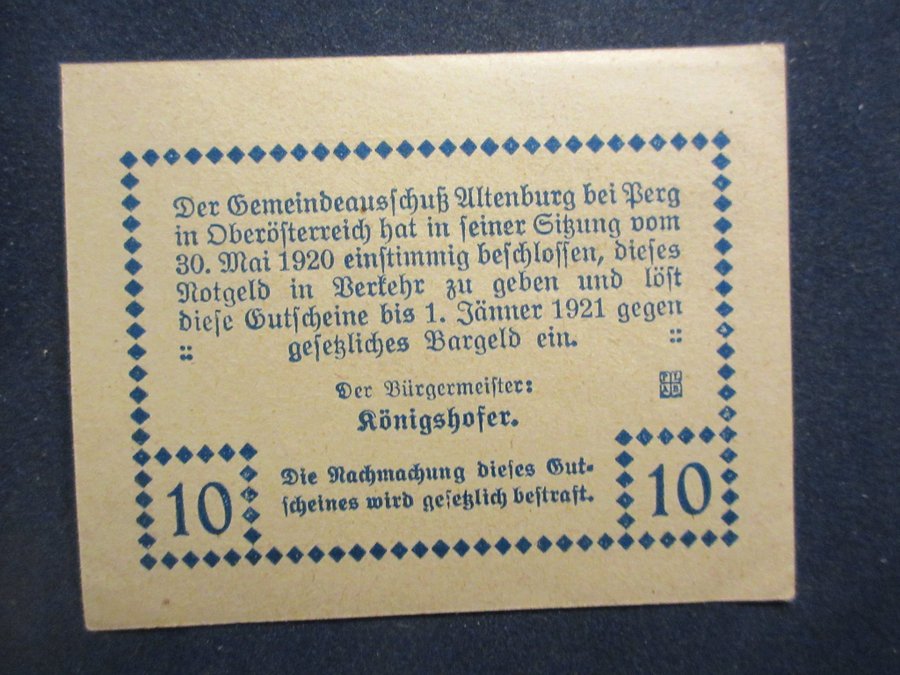 Der Gemeindeausschuß Altenburg bei Perg
in Oberösterreich hat in seiner Sitzung vom
30. Mai 1920 einstimmig beschlossen, dieses
Notgeld in Verkehr zu geben und löst
diese Gutscheine bis 1. Jänner 1921 gegen
:: gesetzliches Bargeld ein. ::
Der Bürgermeister:
Königshofer.
Die Nachmachung dieses Gut-
scheines wird gesetzlich bestraft.
10 10